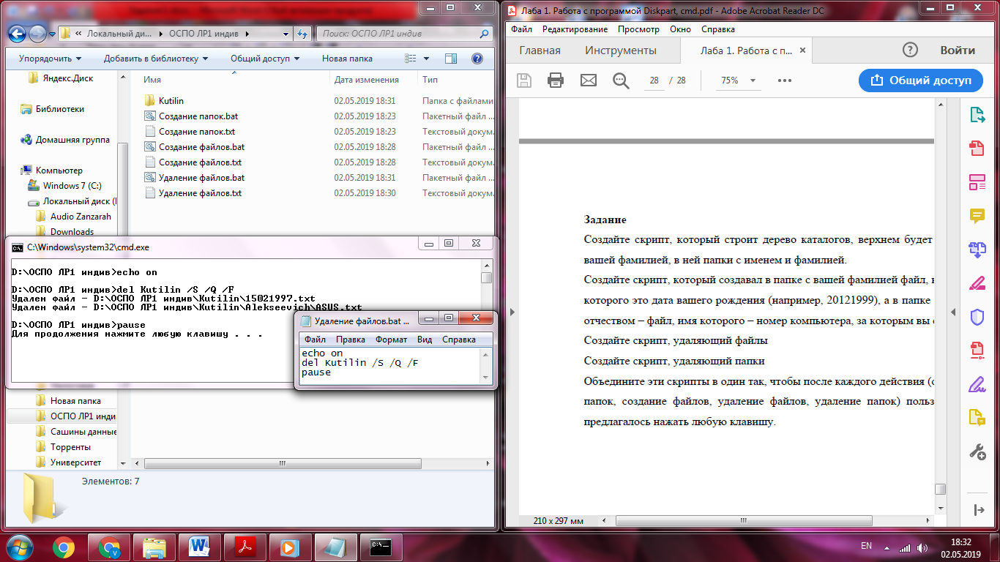 Локальный ди... ОСПО ЛР1 индив
Поиск: ОСПО ЛР1 индив
Упорядочить Добавить в библиотеку Общий доступ Новая папка
Яндекс.Диск
Библиотеки
Домашняя группа
Компьютер
Windows 7 (C:)
Локальный диск (
Audio Zanzarah
Downloads
Имя Дата изменения Тип
Kutilin 02.05.2019 18:31 Папка с файлами
Создание папок.bat 02.05.2019 18:23 Пакетный файл ...
Создание папок.txt 02.05.2019 18:23 Текстовый докум...
Создание файлов.bat 02.05.2019 18:28 Пакетный файл ...
Создание файлов.txt 02.05.2019 18:28 Текстовый докум...
Удаление файлов.bat 02.05.2019 18:31 Пакетный файл ...
Удаление файлов.txt 02.05.2019 18:30 Текстовый докум...
C:\Windows\system32\cmd.exe
D:\ОСПО ЛР1 индив>echo on
D:\ОСПО ЛР1 индив>del Kutilin /S /Q /F
Удален файл - D:\ОСПО ЛР1 индив\Kutilin\15021997.txt
Удален файл - D:\ОСПО ЛР1 индив\Kutilin\Alekseevich\ASUS.txt
D:\ОСПО ЛР1 индив>pause
Для продолжения нажмите любую клавишу . . .
Удаление файлов.bat ...
Файл Правка Формат Вид Справка
echo on
del Kutilin /S /Q /F
pause
Новая папка
ОСПО ЛР1 инди
Сашины данные
Торренты
Университет
Элементов: 7
Лаба 1. Работа с программой Diskpart, cmd.pdf - Adobe Acrobat Reader DC
Файл Редактирование Просмотр Окно Справка
Главная Инструменты Лаба 1. Работа с п... Войти
28 / 28 75% Общий доступ
Задание
Создайте скрипт, который строит дерево каталогов, верхнем будет
вашей фамилией, в ней папки с именем и фамилией.
Создайте скрипт, который создавал в папке с вашей фамилией файл,
которого это дата вашего рождения (например, 20121999), а в папке
отчеством – файл, имя которого – номер компьютера, за которым вы
Создайте скрипт, удаляющий файлы
Создайте скрипт, удаляющий папки
Объедините эти скрипты в один так, чтобы после каждого действия (
папок, создание файлов, удаление файлов, удаление папок) польз
предлагалось нажать любую клавишу.
210 x 297 мм
EN
18:32
02.05.2019